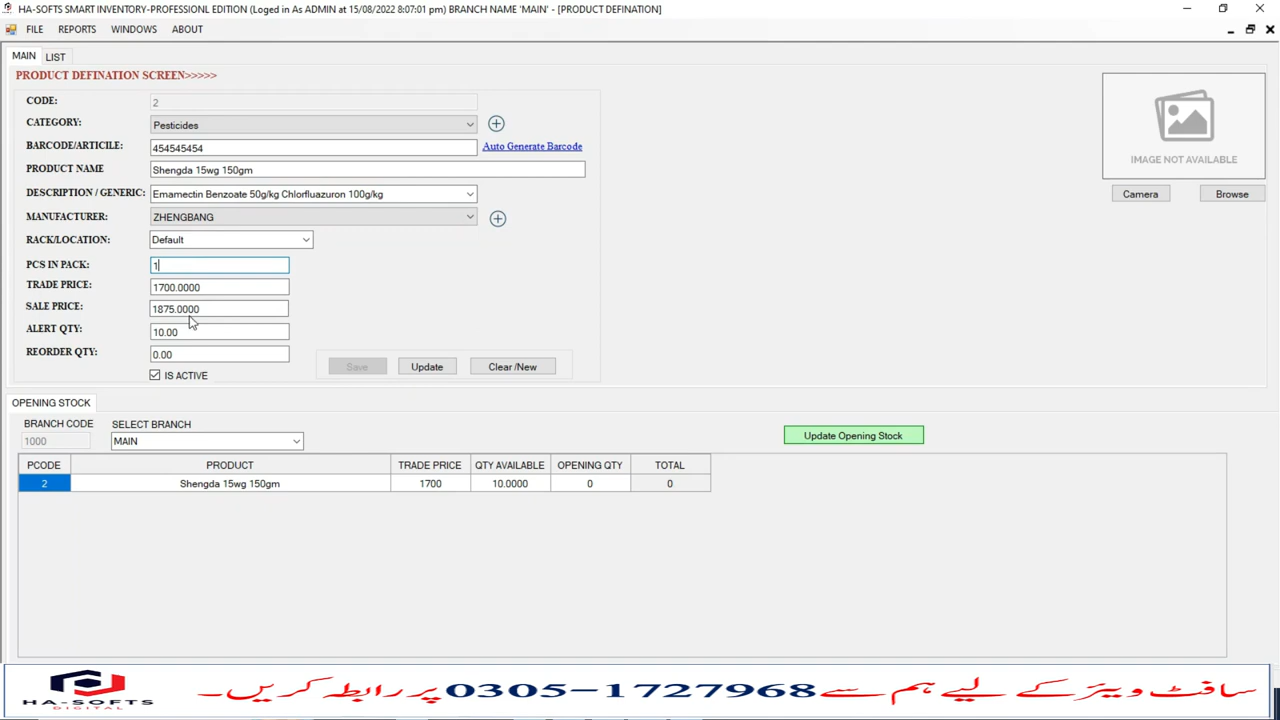 HA-SOFTS SMART INVENTORY-PROFESSIONL EDITION (Loged in As ADMIN at 15/08/2022 8:07:01 pm) BRANCH NAME 'MAIN' - [PRODUCT DEFINATION]
FILE REPORTS WINDOWS ABOUT
MAIN LIST
PRODUCT DEFINATION SCREEN>>>>>
CODE: 2
CATEGORY: Pesticides
BARCODE/ARTICILE: 454545454 Auto Generate Barcode
PRODUCT NAME Shengda 15wg 150gm
IMAGE NOT AVAILABLE
DESCRIPTION / GENERIC: Emamectin Benzoate 50g/kg Chlorfluazuron 100g/kg
Camera Browse
MANUFACTURER: ZHENGBANG
RACK/LOCATION: Default
PCS IN PACK: 1
TRADE PRICE: 1700.0000
SALE PRICE: 1875.0000
ALERT QTY: 10.00
REORDER QTY: 0.00
Save Update Clear /New
IS ACTIVE
OPENING STOCK
BRANCH CODE SELECT BRANCH
1000 MAIN Update Opening Stock
PCODE PRODUCT TRADE PRICE QTY AVAILABLE OPENING QTY TOTAL
2 Shengda 15wg 150gm 1700 10.0000 0 0
HA-SOFTS
DIGITAL
سافٹ ویئر کے لیے ہم سے 0305-1727968 پر رابطہ کریں۔